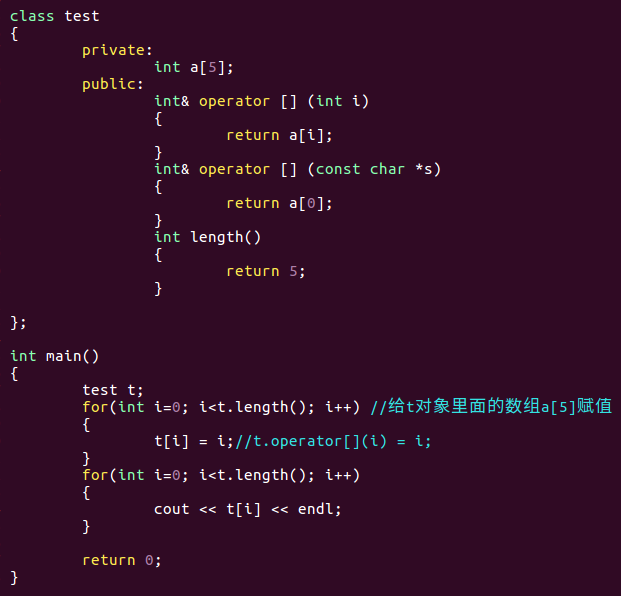 class test
{
        private:
                int a[5];
        public:
                int& operator [] (int i)
                {
                        return a[i];
                }
                int& operator [] (const char *s)
                {
                        return a[0];
                }
                int length()
                {
                        return 5;
                }

};

int main()
{
        test t;
        for(int i=0; i<t.length(); i++) //给t对象里面的数组a[5]赋值
        {
                t[i] = i;//t.operator[](i) = i;
        }
        for(int i=0; i<t.length(); i++)
        {
                cout << t[i] << endl;
        }

        return 0;
}